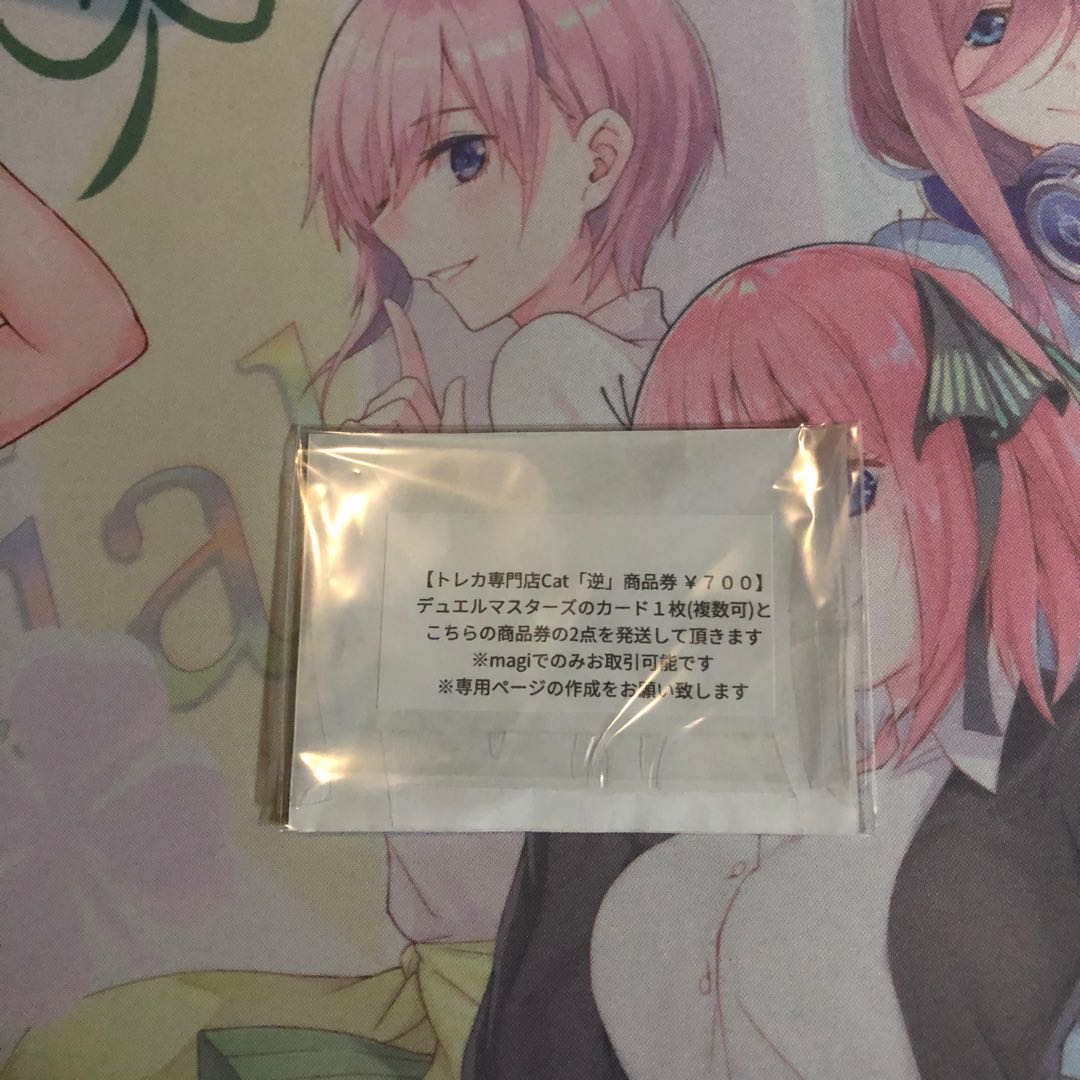 na
【トレカ専門店Cat「逆」商品券 ￥７００】
デュエルマスターズのカード１枚(複数可)と
こちらの商品券の2点を発送して頂きます
※magiでのみお取引可能です
※専用ページの作成をお願い致します